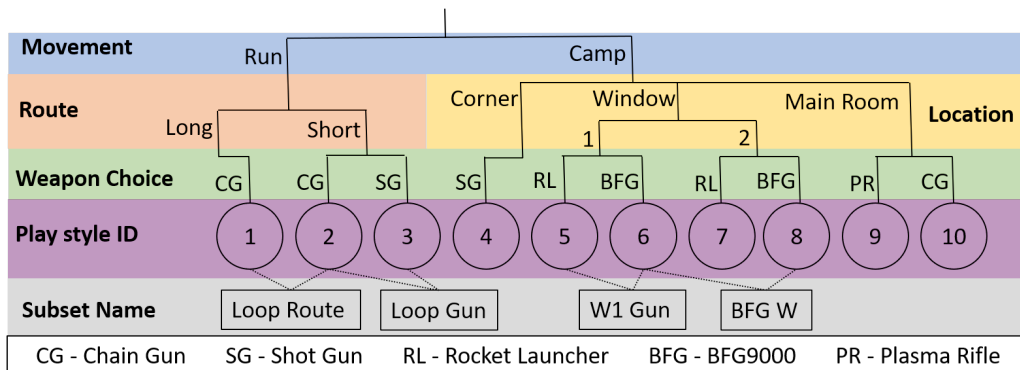 Movement
Run
Camp
Route
Corner
Window
Main Room
Location
Long
Short
1
2
Weapon Choice
CG
CG
SG
SG
RL
BFG
RL
BFG
PR
CG
Play style ID
1
2
3
4
5
6
7
8
9
10
Subset Name
Loop Route
Loop Gun
W1 Gun
BFG W
CG - Chain Gun
SG - Shot Gun
RL - Rocket Launcher
BFG - BFG9000
PR - Plasma Rifle